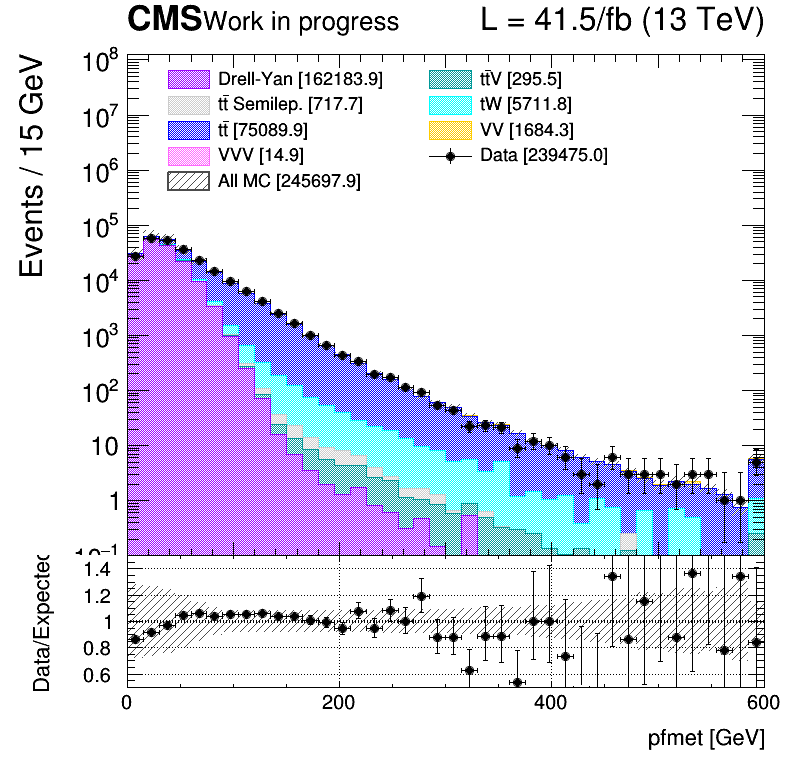 CMS Work in progress L = 41.5/fb (13 TeV)
Events / 15 GeV
Drell-Yan [162183.9]
tt̄ Semilep. [717.7]
tt̄ [75089.9]
VVV [14.9]
All MC [245697.9]
tt̄V [295.5]
tW [5711.8]
VV [1684.3]
Data [239475.0]
10⁸
10⁷
10⁶
10⁵
10⁴
10³
10²
10
1
10⁻¹
Data/Expected
1.4
1.2
1
0.8
0.6
0 200 400 600
pfmet [GeV]